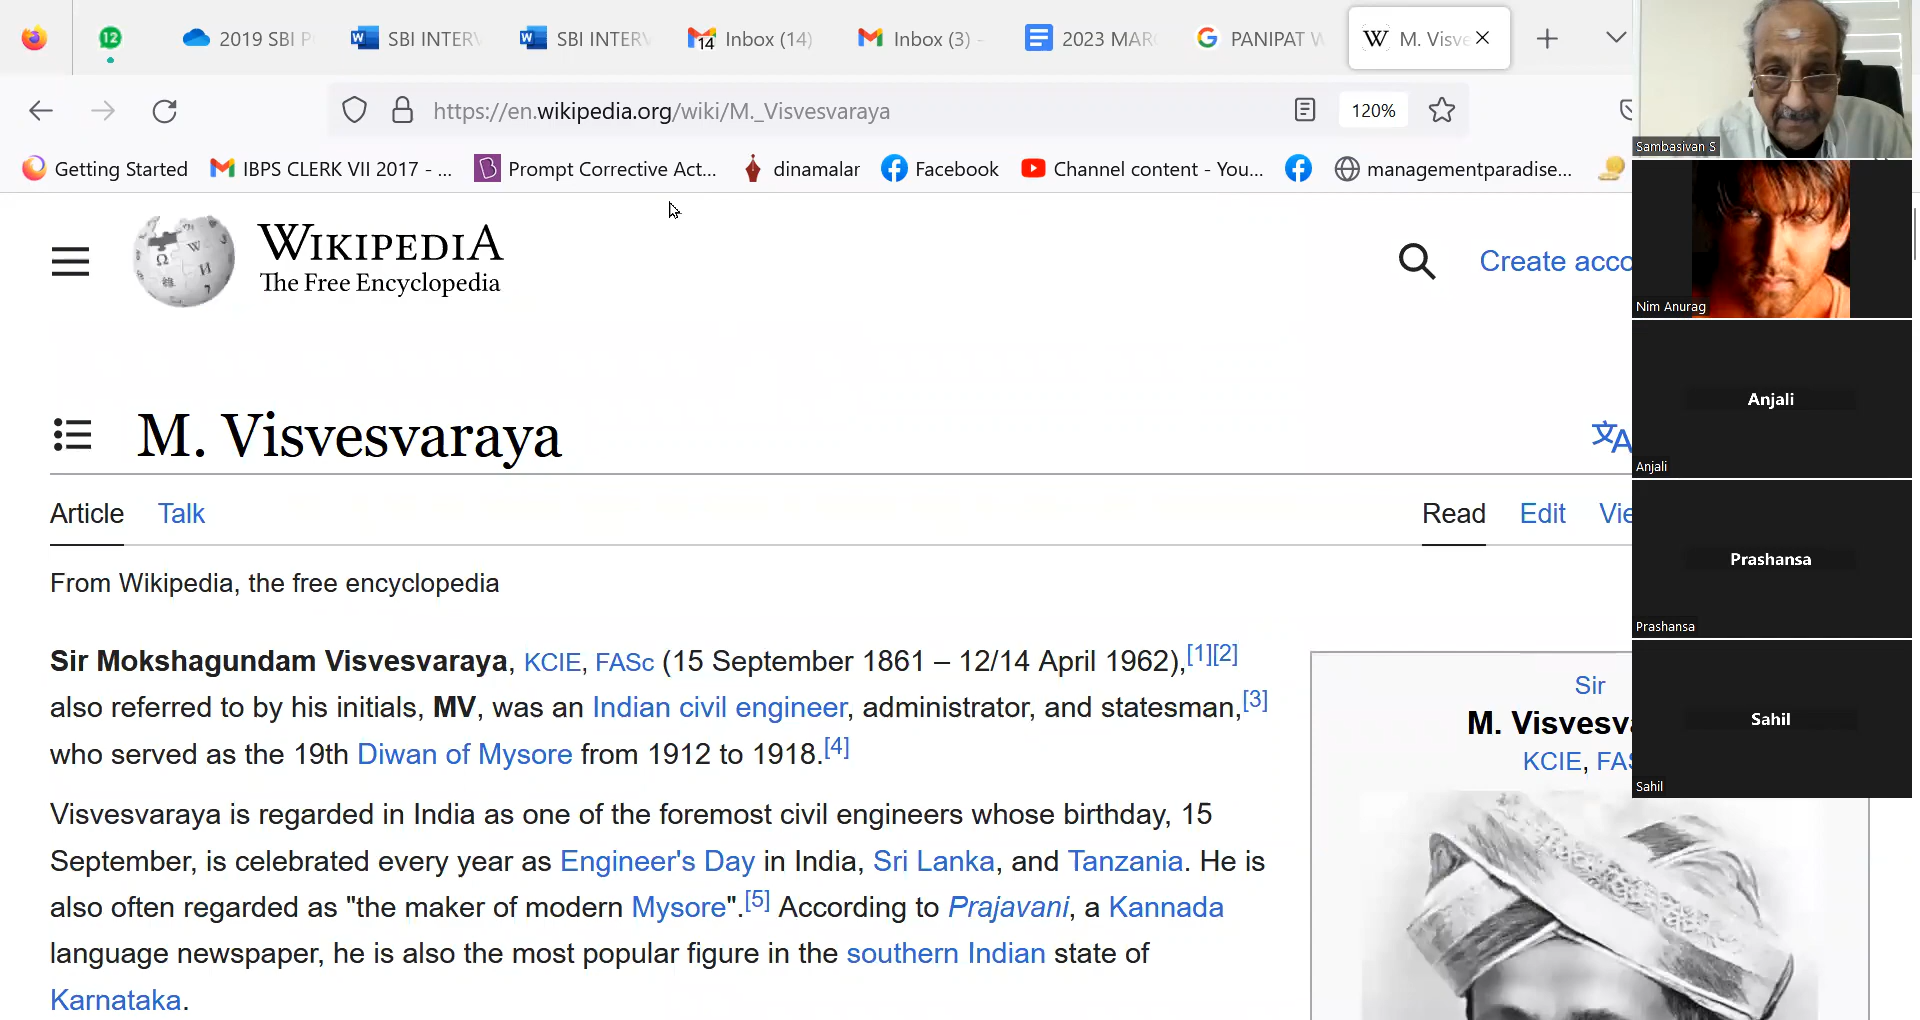 12
2019 SBI P
SBI INTERV
SBI INTERV
14
Inbox (14)
Inbox (3) -
2023 MAR
PANIPAT W
W
M. Visve
https://en.wikipedia.org/wiki/M._Visvesvaraya
120%
Getting Started
IBPS CLERK VII 2017 - ...
Prompt Corrective Act...
dinamalar
Facebook
Channel content - You...
managementparadise...
WIKIPEDIA
The Free Encyclopedia
Create acco
M. Visvesvaraya
Article
Talk
Read
Edit
Vie
From Wikipedia, the free encyclopedia
Sir Mokshagundam Visvesvaraya, KCIE, FASc (15 September 1861 – 12/14 April 1962),[1][2]
also referred to by his initials, MV, was an Indian civil engineer, administrator, and statesman,[3]
who served as the 19th Diwan of Mysore from 1912 to 1918.[4]
Visvesvaraya is regarded in India as one of the foremost civil engineers whose birthday, 15
September, is celebrated every year as Engineer's Day in India, Sri Lanka, and Tanzania. He is
also often regarded as "the maker of modern Mysore".[5] According to Prajavani, a Kannada
language newspaper, he is also the most popular figure in the southern Indian state of
Karnataka.
Sir
M. Visvesva
KCIE, FAS
Sambasivan S
Nim Anurag
Anjali
Anjali
Prashansa
Prashansa
Sahil
Sahil